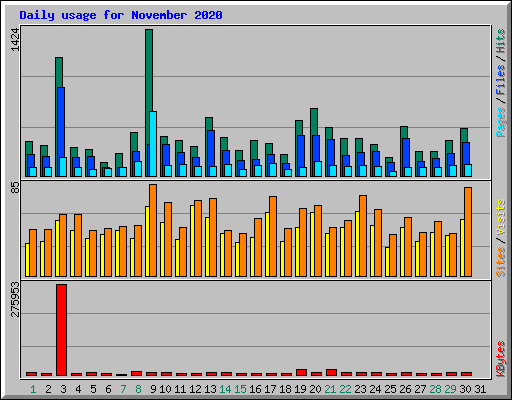 Daily usage for November 2020
1424
Pages / Files / Hits
85
Sites / Visits
275953
KBytes
1 2 3 4 5 6 7 8 9 10 11 12 13 14 15 16 17 18 19 20 21 22 23 24 25 26 27 28 29 30 31